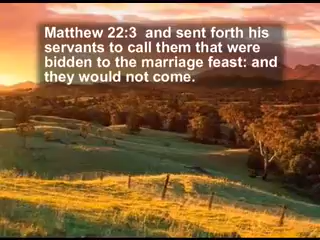 Matthew 22:3  and sent forth his
servants to call them that were
bidden to the marriage feast: and
they would not come.